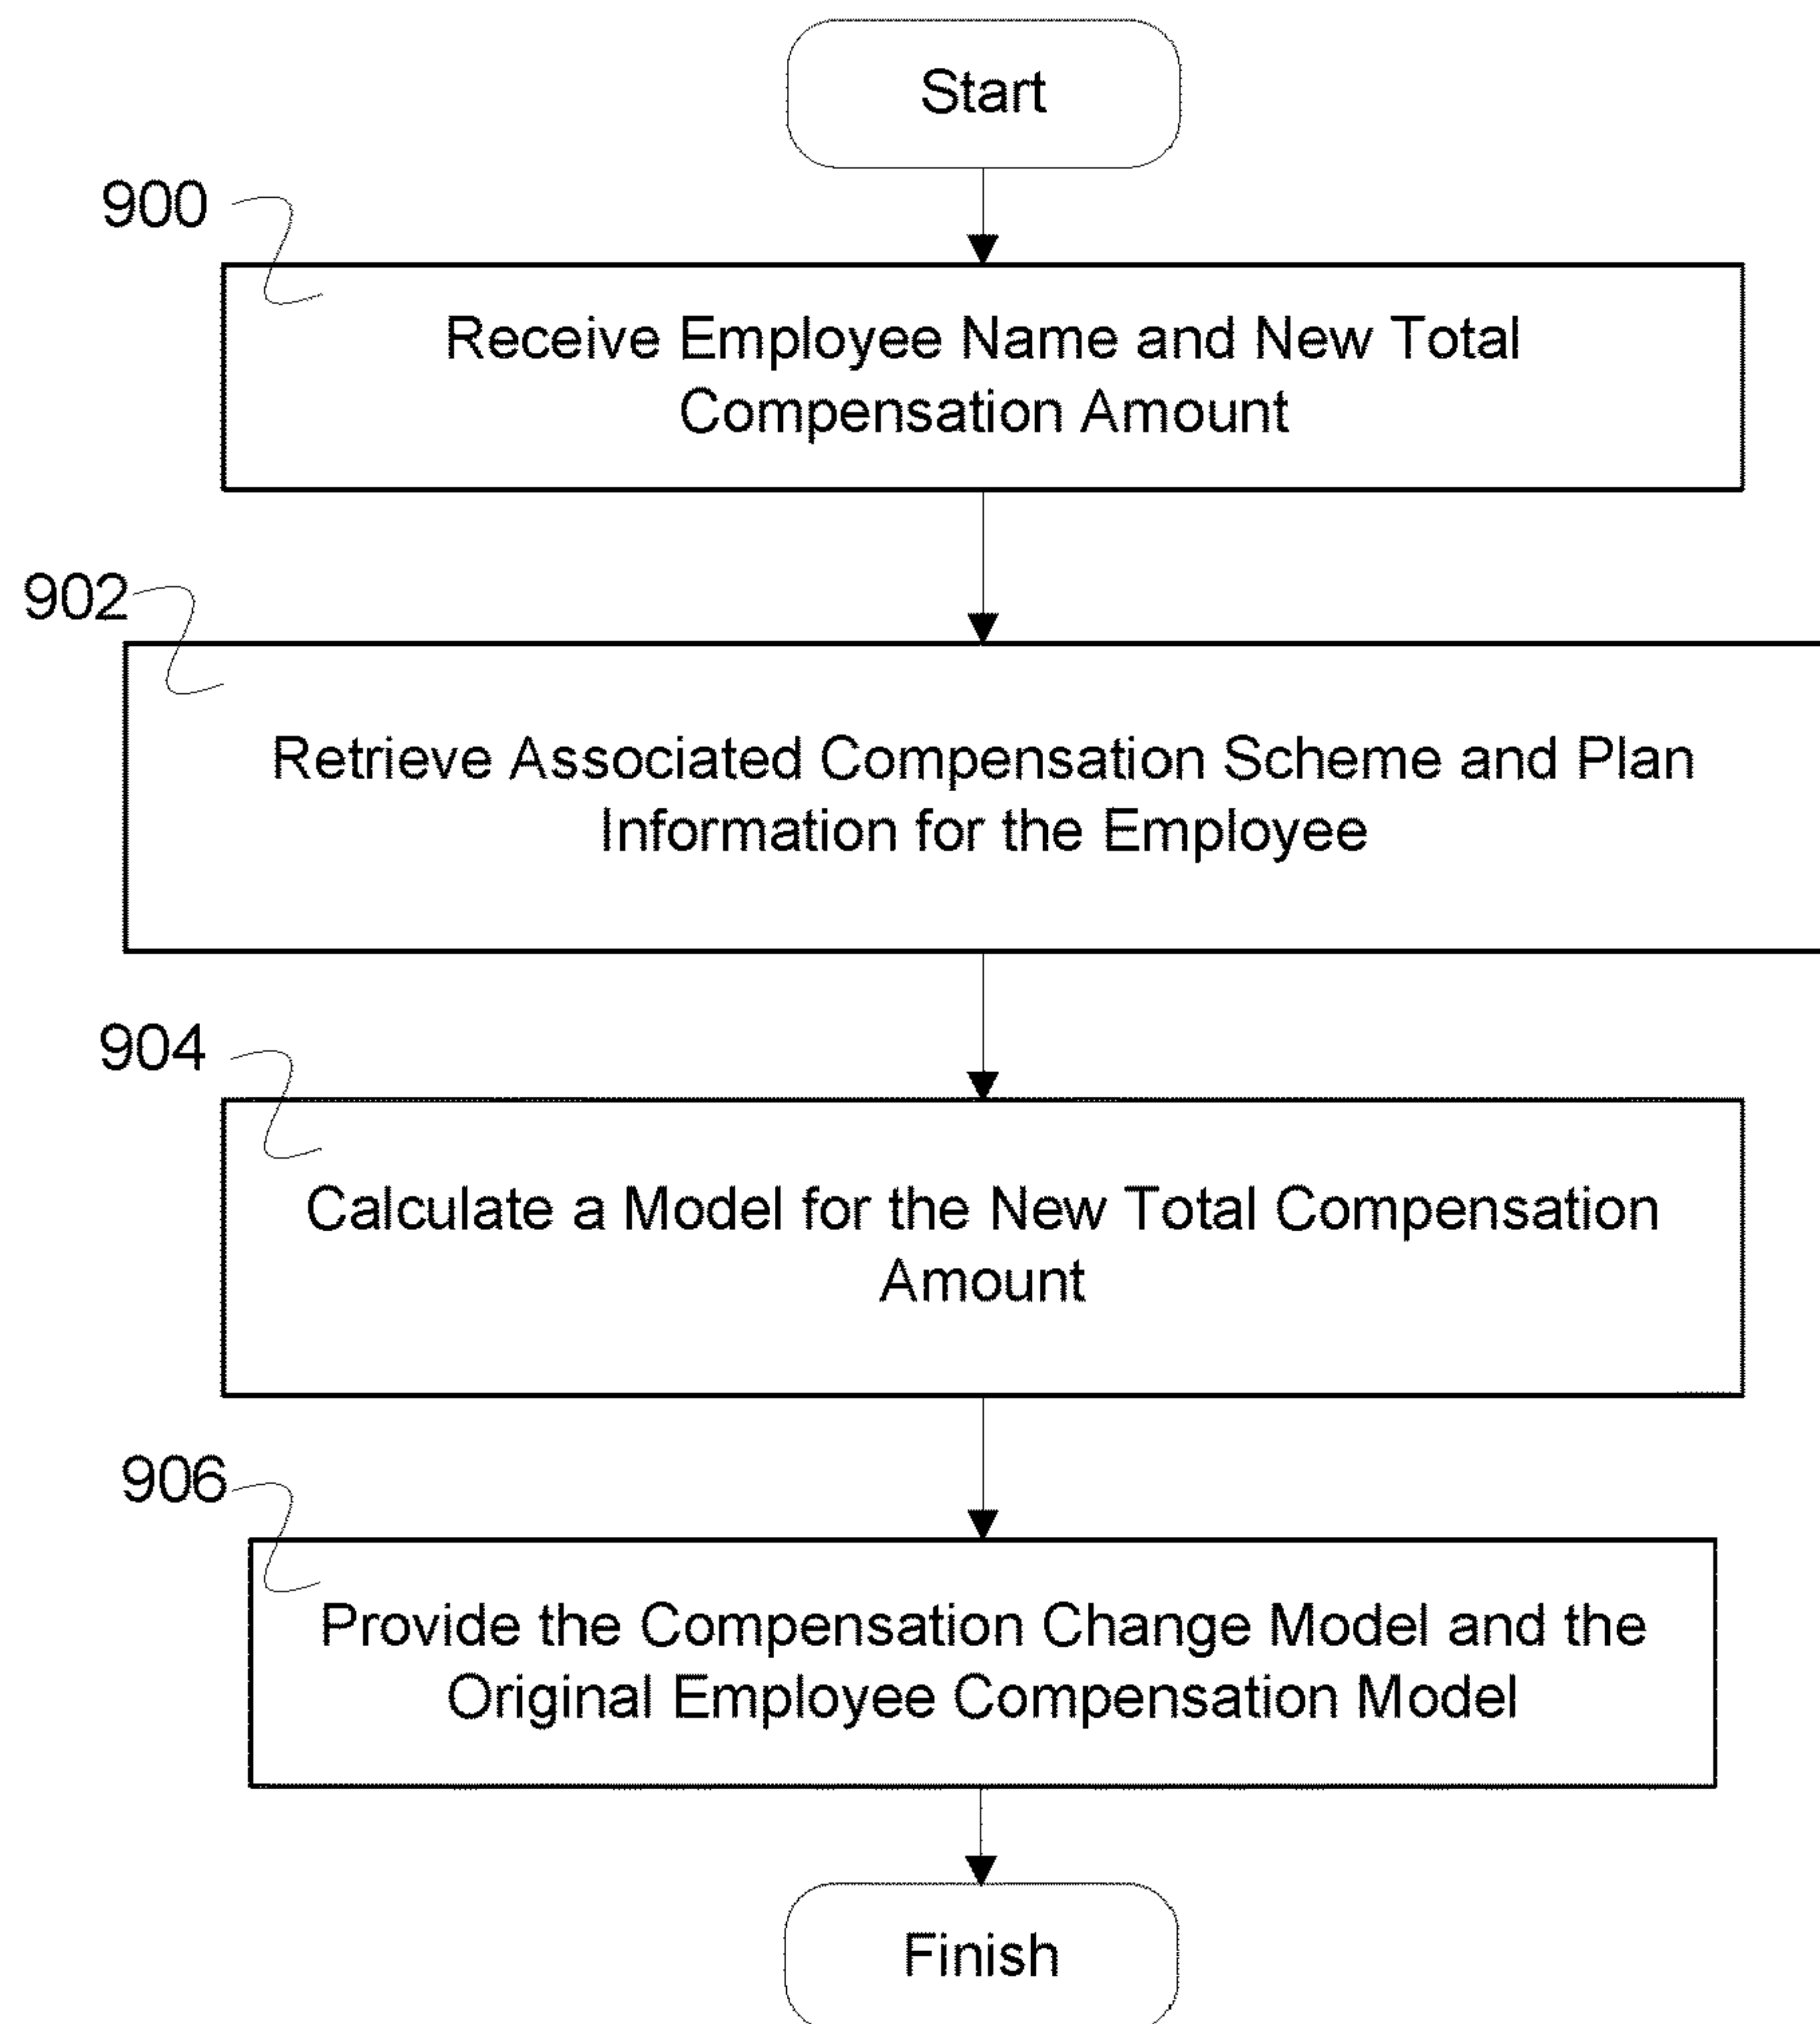 Start
900
Receive Employee Name and New Total
Compensation Amount
902
Retrieve Associated Compensation Scheme and Plan
Information for the Employee
904
Calculate a Model for the New Total Compensation
Amount
906
Provide the Compensation Change Model and the
Original Employee Compensation Model
Finish